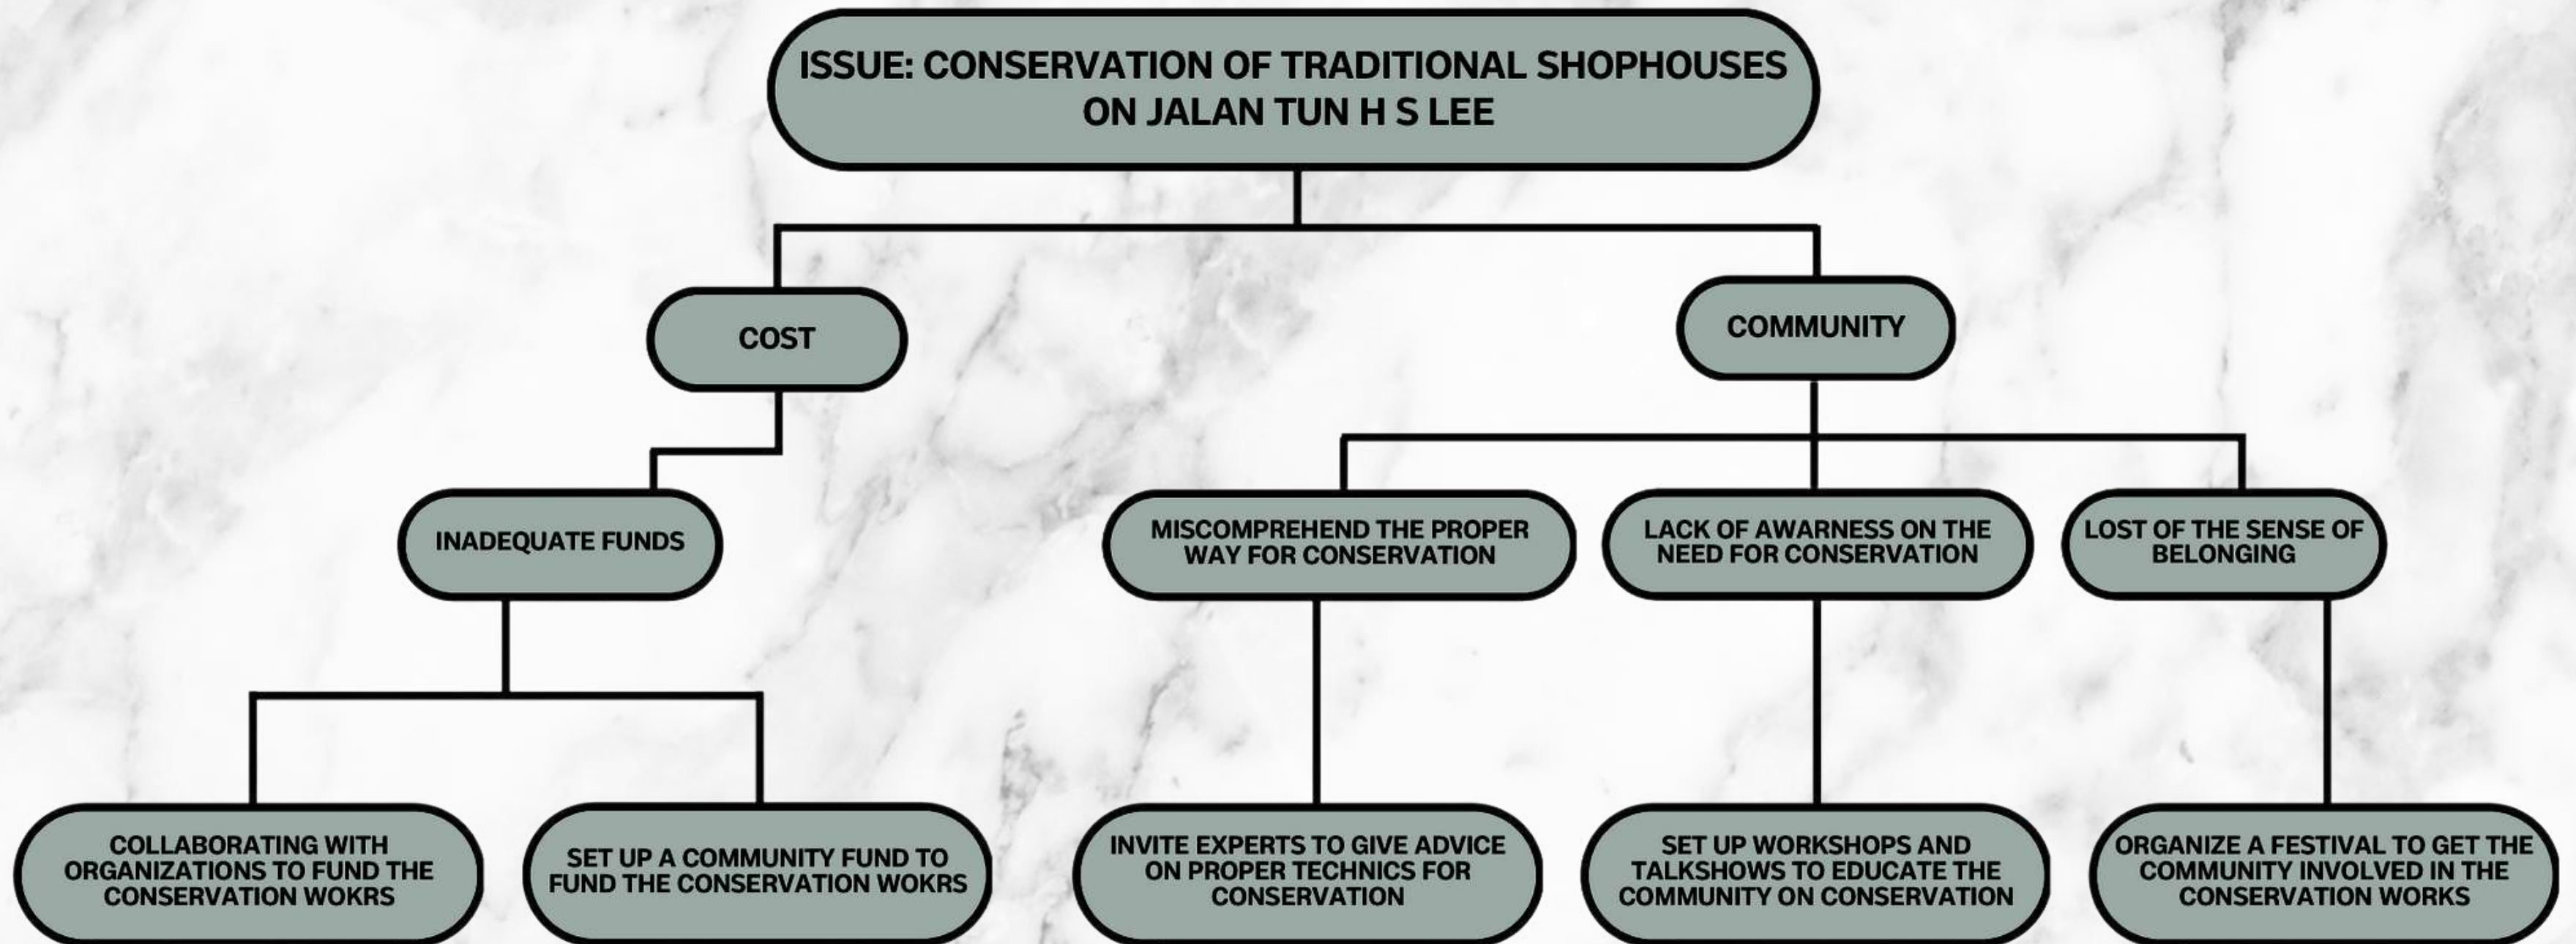 ISSUE: CONSERVATION OF TRADITIONAL SHOPHOUSES
ON JALAN TUN H S LEE
COST
COMMUNITY
INADEQUATE FUNDS
MISCOMPREHEND THE PROPER
WAY FOR CONSERVATION
LACK OF AWARNESS ON THE
NEED FOR CONSERVATION
LOST OF THE SENSE OF
BELONGING
COLLABORATING WITH
ORGANIZATIONS TO FUND THE
CONSERVATION WOKRS
SET UP A COMMUNITY FUND TO
FUND THE CONSERVATION WOKRS
INVITE EXPERTS TO GIVE ADVICE
ON PROPER TECHNICS FOR
CONSERVATION
SET UP WORKSHOPS AND
TALKSHOWS TO EDUCATE THE
COMMUNITY ON CONSERVATION
ORGANIZE A FESTIVAL TO GET THE
COMMUNITY INVOLVED IN THE
CONSERVATION WORKS